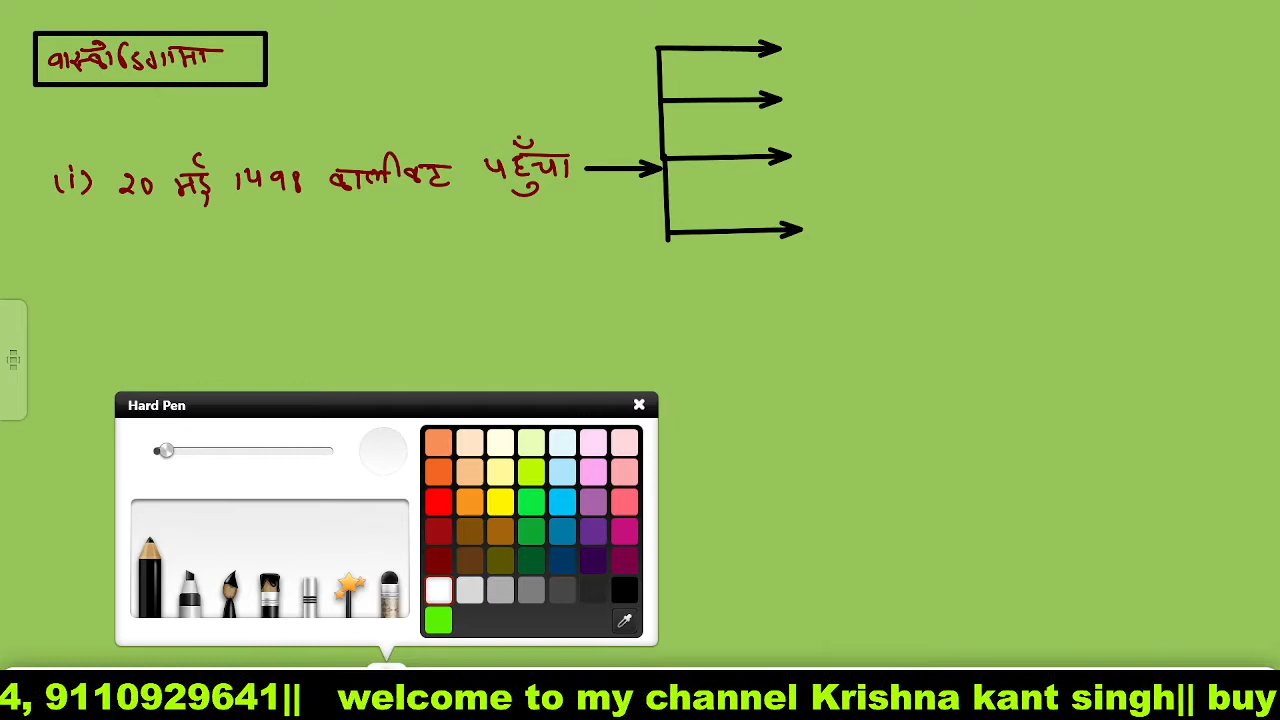 वास्कोडिगामा
(i) 20 मई 1498 कालीकट पहुँचा
Hard Pen
4, 9110929641|| welcome to my channel Krishna kant singh|| buy